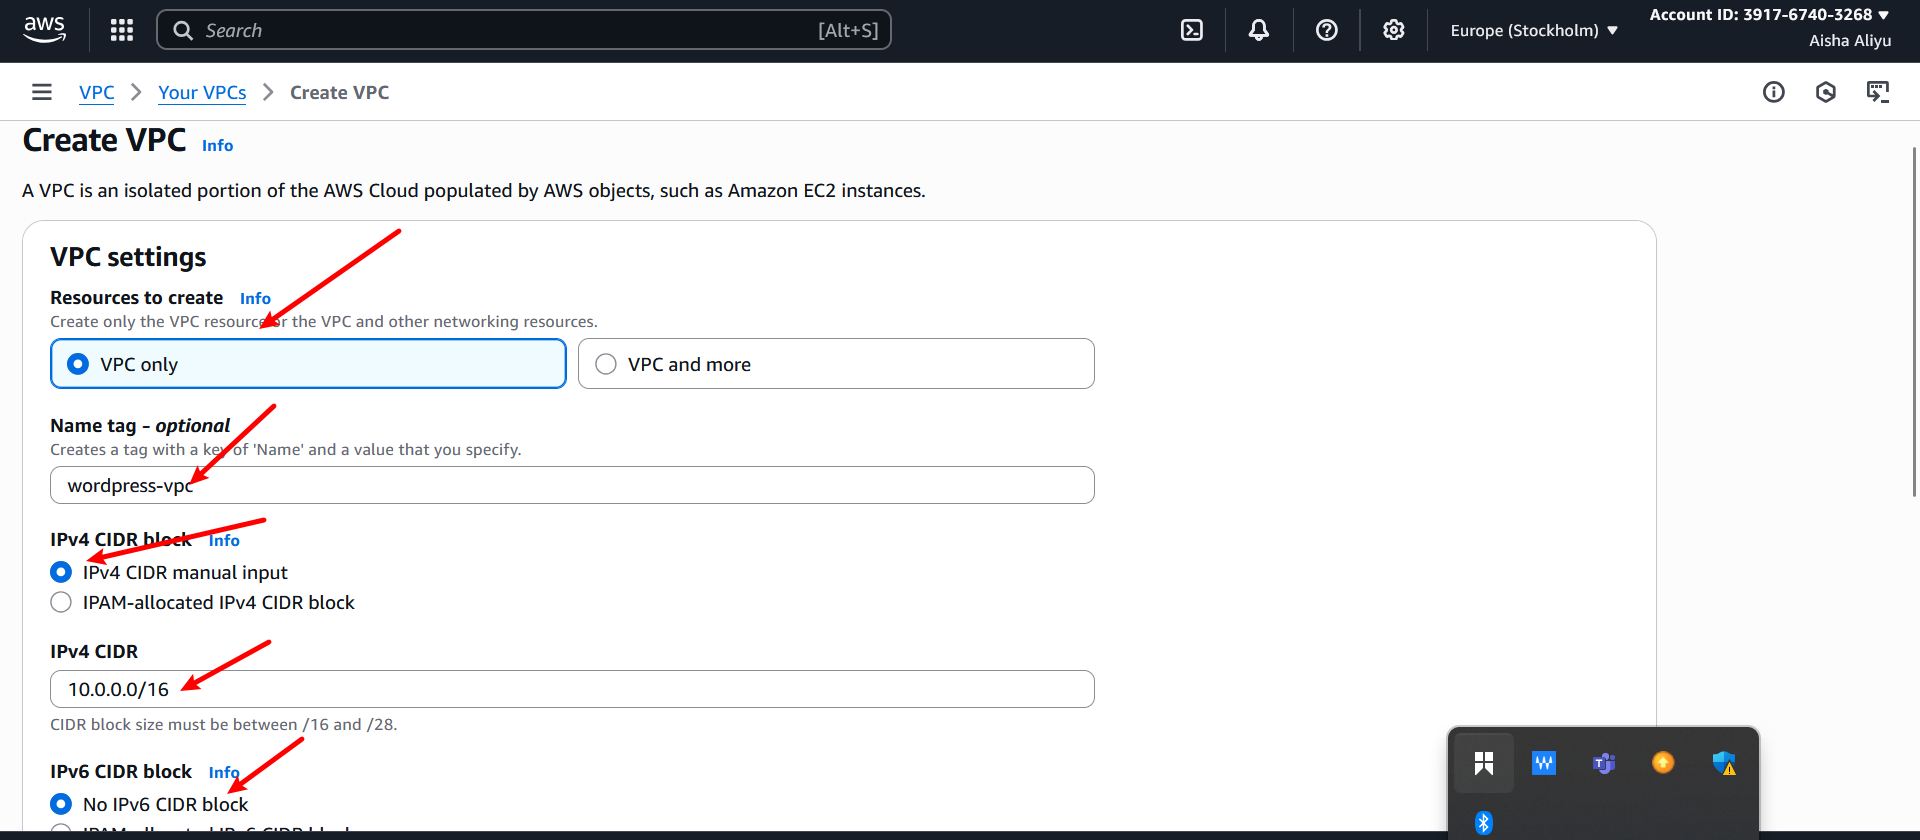 aws
Search [Alt+S]
Europe (Stockholm)
Account ID: 3917-6740-3268
Aisha Aliyu
VPC > Your VPCs > Create VPC
Create VPC Info
A VPC is an isolated portion of the AWS Cloud populated by AWS objects, such as Amazon EC2 instances.
VPC settings
Resources to create Info
Create only the VPC resource or the VPC and other networking resources.
VPC only
VPC and more
Name tag - optional
Creates a tag with a key of 'Name' and a value that you specify.
wordpress-vpc
IPv4 CIDR block Info
IPv4 CIDR manual input
IPAM-allocated IPv4 CIDR block
IPv4 CIDR
10.0.0.0/16
CIDR block size must be between /16 and /28.
IPv6 CIDR block Info
No IPv6 CIDR block
IPAM-allocated IPv6 CIDR block